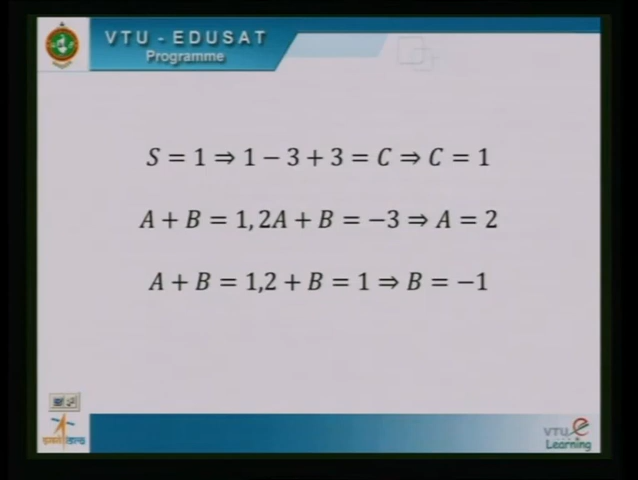 VTU - EDUSAT
Programme
S = 1 ⇒ 1 − 3 + 3 = C ⇒ C = 1
A + B = 1, 2A + B = −3 ⇒ A = 2
A + B = 1,2 + B = 1 ⇒ B = −1
VTU e
Learning